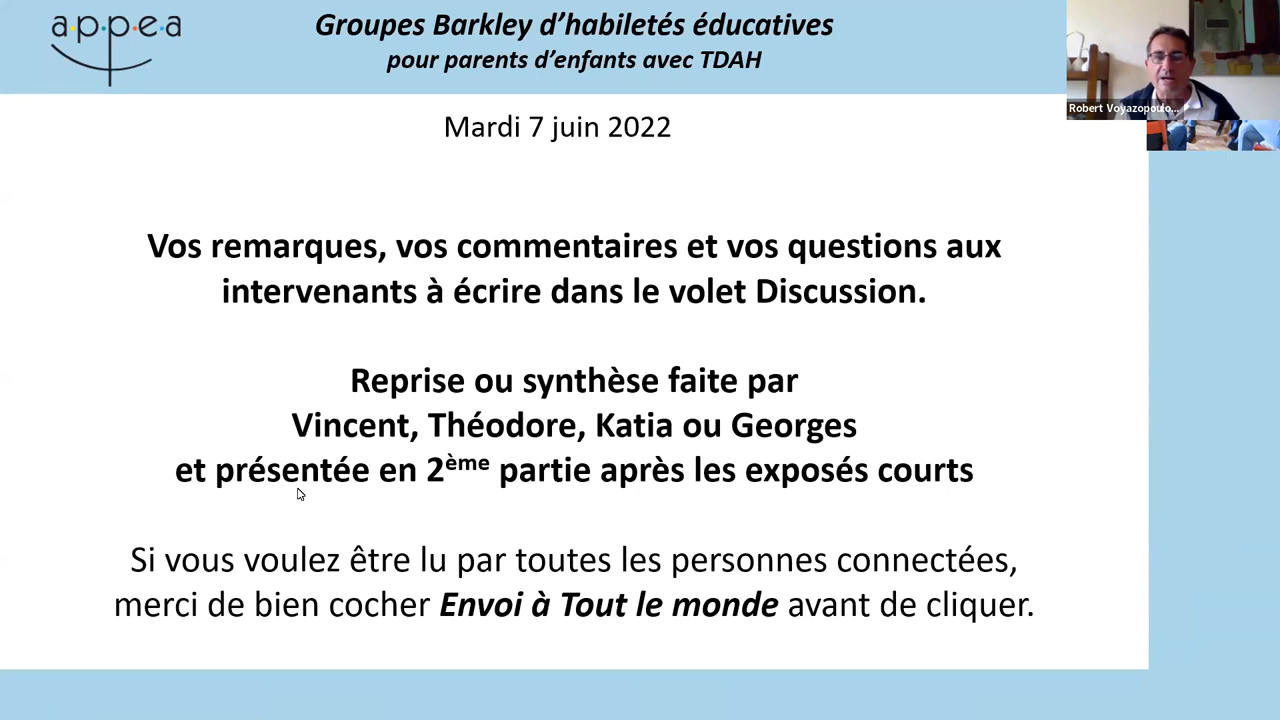 a·p·p·e·a
Groupes Barkley d’habiletés éducatives
pour parents d’enfants avec TDAH
Robert Voyazopoulo...
Mardi 7 juin 2022
Vos remarques, vos commentaires et vos questions aux
intervenants à écrire dans le volet Discussion.
Reprise ou synthèse faite par
Vincent, Théodore, Katia ou Georges
et présentée en 2ème partie après les exposés courts
Si vous voulez être lu par toutes les personnes connectées,
merci de bien cocher Envoi à Tout le monde avant de cliquer.